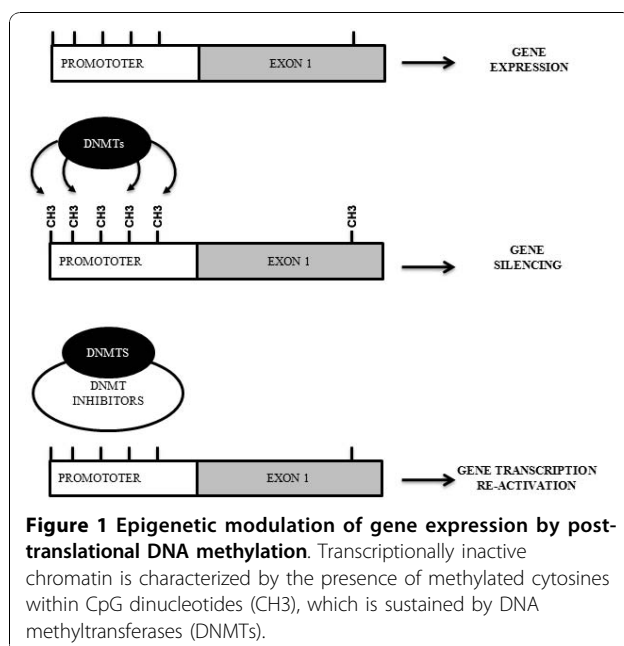 PROMOTOTER EXON 1 GENE
EXPRESSION
DNMTs
CH3 CH3 CH3 CH3 CH3 CH3
PROMOTOTER EXON 1 GENE
SILENCING
DNMTS
DNMT
INHIBITORS
PROMOTOTER EXON 1 GENE TRANSCRIPTION
RE-ACTIVATION
Figure 1 Epigenetic modulation of gene expression by post-
translational DNA methylation. Transcriptionally inactive
chromatin is characterized by the presence of methylated cytosines
within CpG dinucleotides (CH3), which is sustained by DNA
methyltransferases (DNMTs).